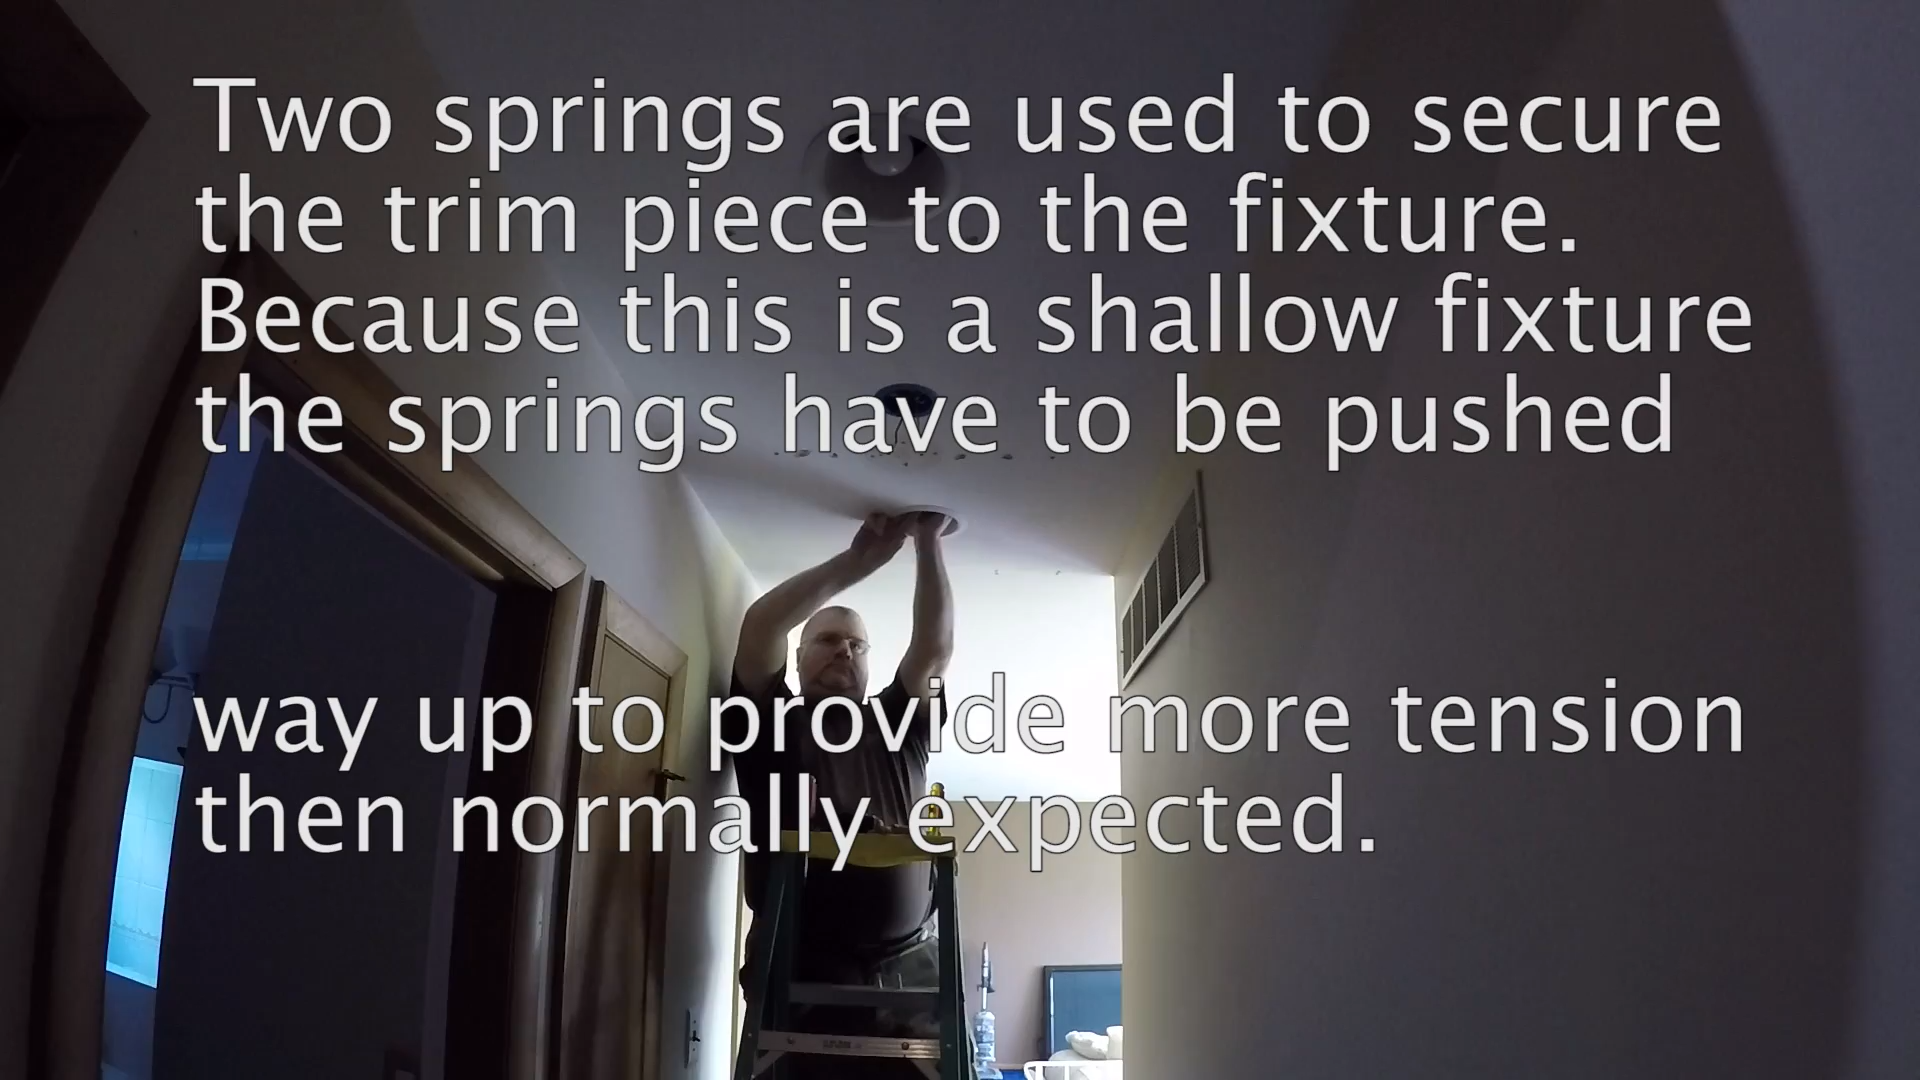 Two springs are used to secure
the trim piece to the fixture.
Because this is a shallow fixture
the springs have to be pushed
way up to provide more tension
then normally expected.